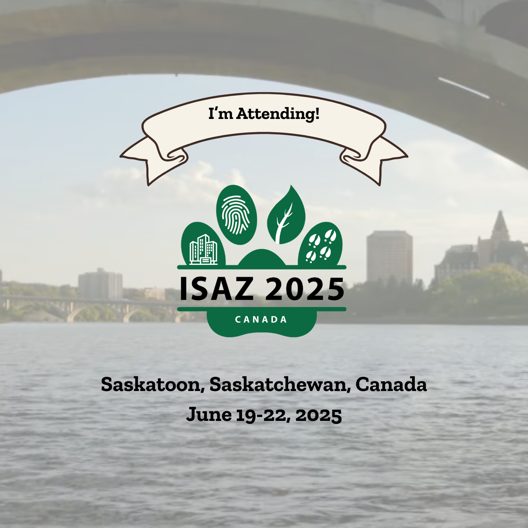 I'm Attending!
ISAZ 2025
CANADA
Saskatoon, Saskatchewan, Canada
June 19-22, 2025